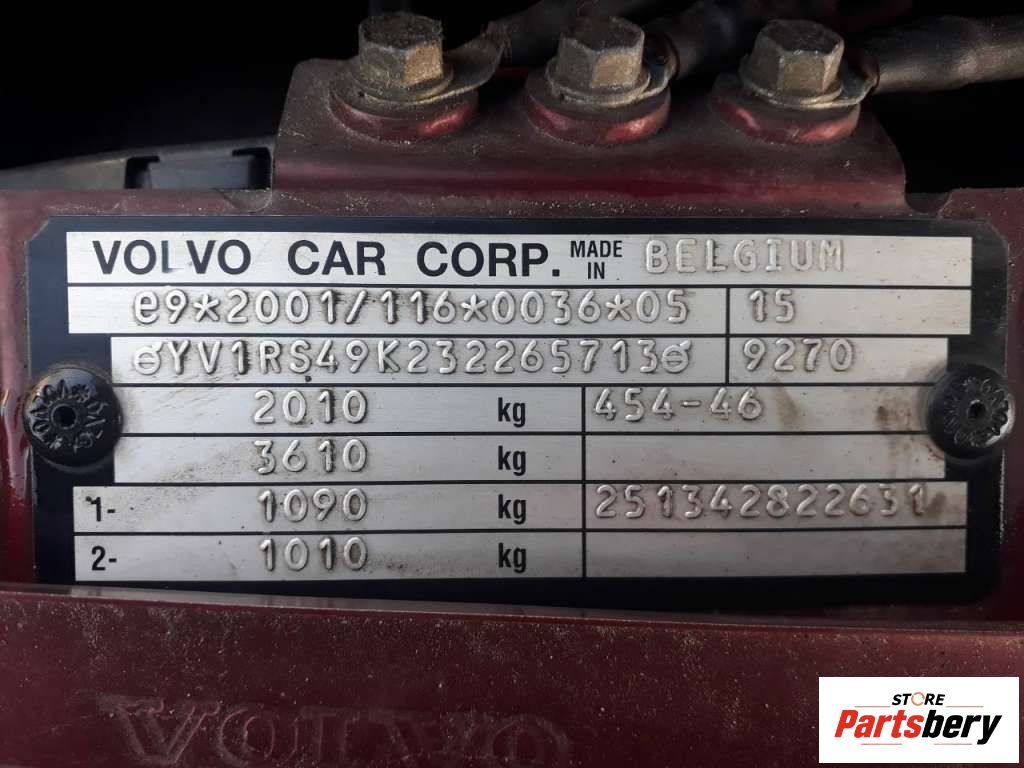 VOLVO CAR CORP. MADE IN BELGIUM
e9*2001/116*0036*05 15
YV1RS49K232265713 9270
2010 kg 454-46
3610 kg
1- 1090 kg 251342822631
2- 1010 kg
VOLVO
STORE
Partsbery